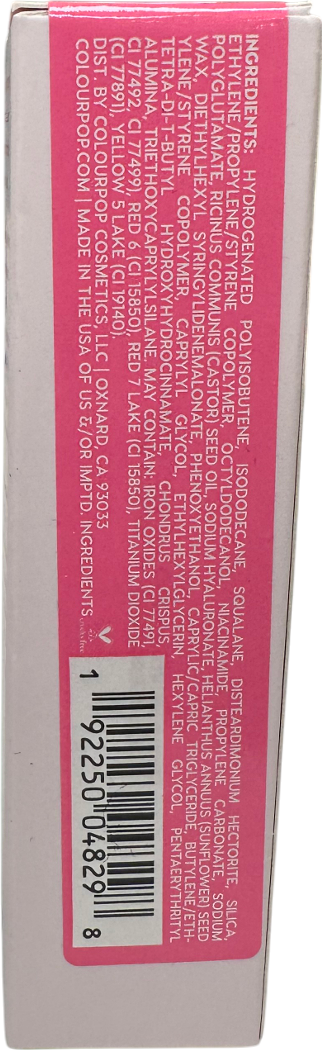 INGREDIENTS: HYDROGENATED POLYISOBUTENE, ISODODECANE, SQUALANE, DISTEARDIMONIUM HECTORITE, SILICA,
ETHYLENE/PROPYLENE/STYRENE COPOLYMER, OCTYLDODECANOL, NIACINAMIDE, PROPYLENE CARBONATE, SODIUM
POLYGLUTAMATE, RICINUS COMMUNIS (CASTOR) SEED OIL, SODIUM HYALURONATE, HELIANTHUS ANNUUS (SUNFLOWER) SEED
WAX, DIETHYLHEXYL SYRINGYLIDENEMALONATE, PHENOXYETHANOL, CAPRYLIC/CAPRIC TRIGLYCERIDE, BUTYLENE/ETH-
YLENE/STYRENE COPOLYMER, CAPRYLYL GLYCOL, ETHYLHEXYLGLYCERIN, HEXYLENE GLYCOL, PENTAERYTHRITYL
TETRA-DI-T-BUTYL HYDROXYHYDROCINNAMATE, CHONDRUS CRISPUS,
ALUMINA, TRIETHOXYCAPRYLYLSILANE. MAY CONTAIN: IRON OXIDES (CI 77491,
CI 77492, CI 77499), RED 6 (CI 15850), RED 7 LAKE (CI 15850), TITANIUM DIOXIDE
(CI 77891), YELLOW 5 LAKE (CI 19140).
DIST. BY COLOURPOP COSMETICS, LLC | OXNARD, CA 93033
COLOURPOP.COM | MADE IN THE USA OF US &/OR IMPTD. INGREDIENTS.
cruelty free
1 92250 04829 8